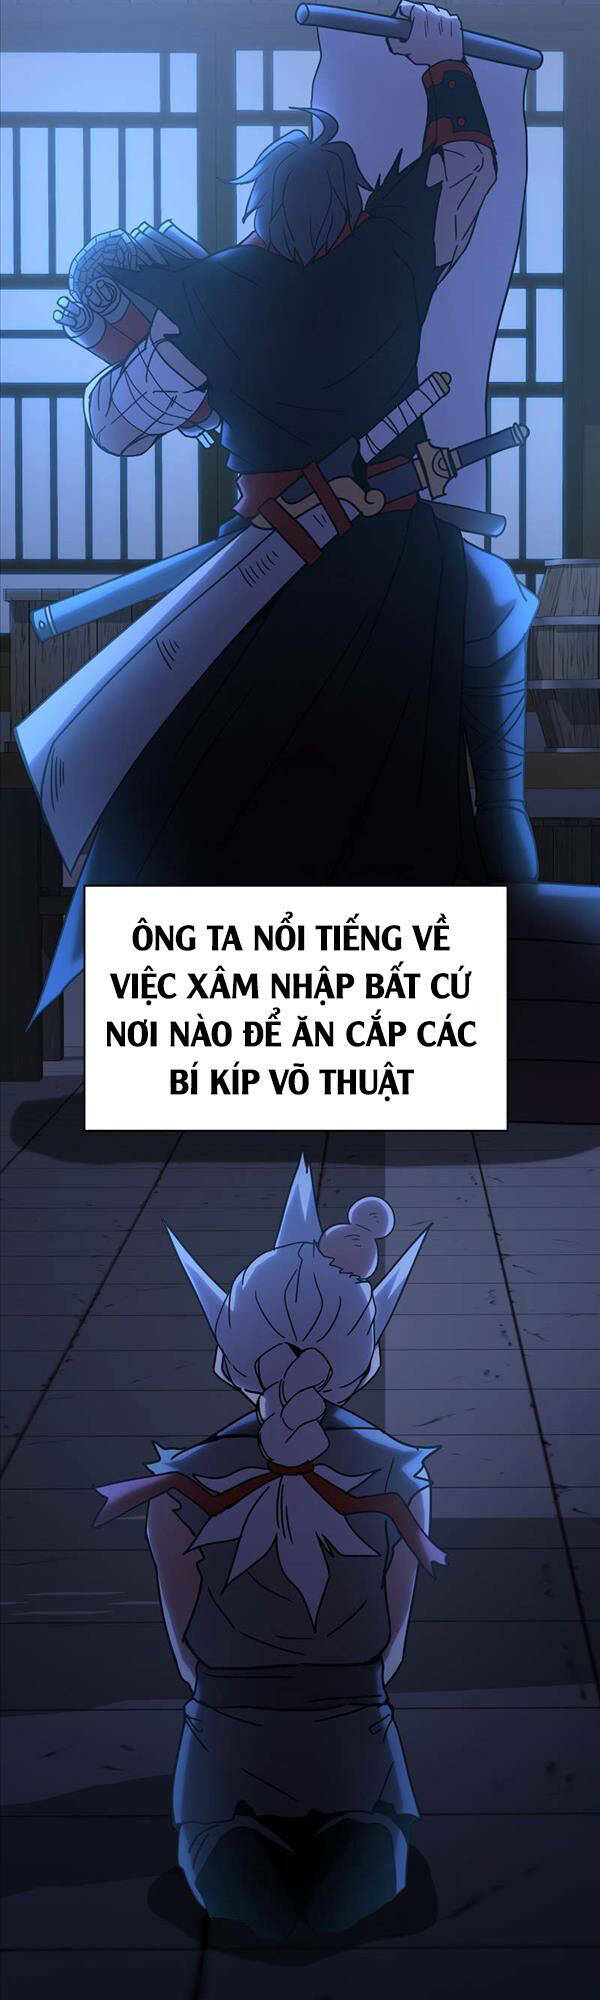 ÔNG TA NỔI TIẾNG VỀ
VIỆC XÂM NHẬP BẤT CỨ
NƠI NÀO ĐỂ ĂN CẮP CÁC
BÍ KÍP VÕ THUẬT